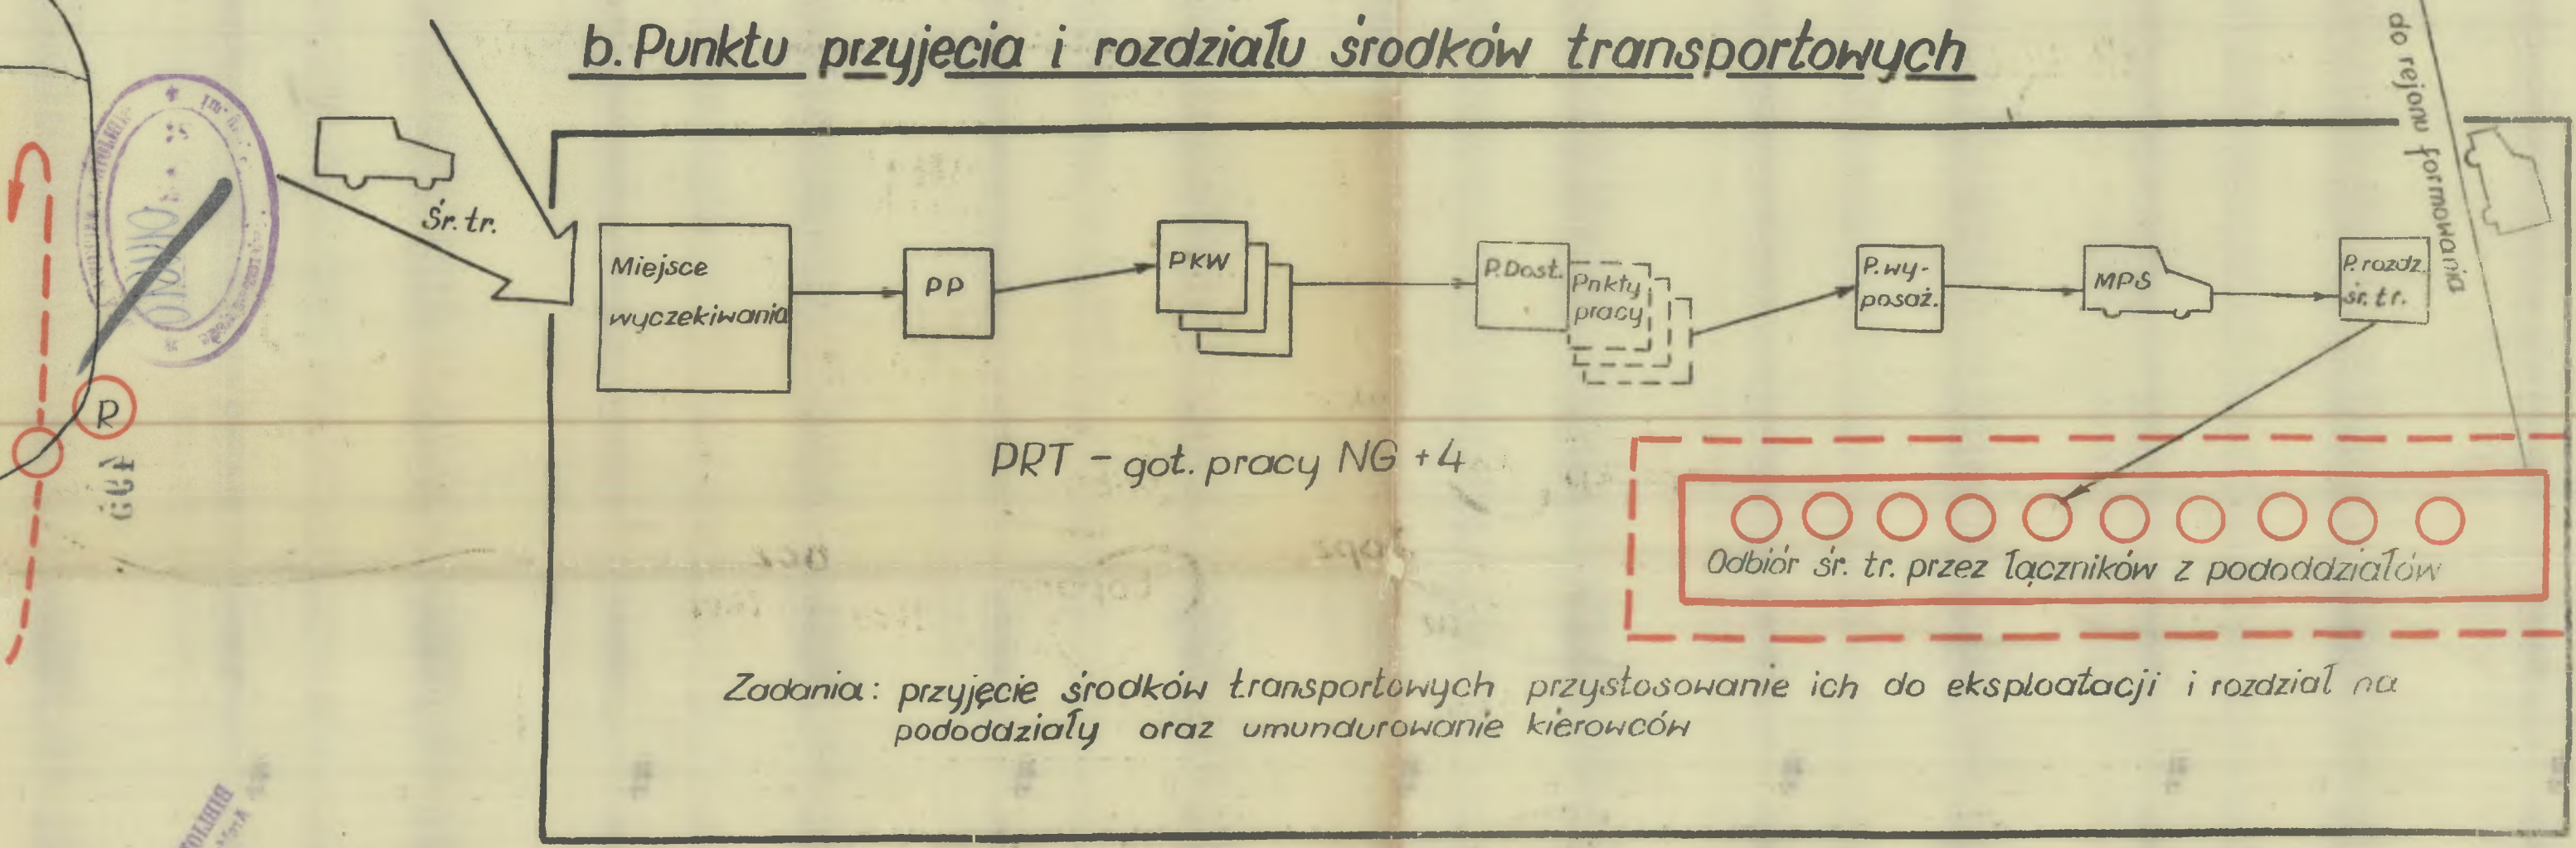 b. Punktu przyjęcia i rozdziału środków transportowych
do rejonu formowania
Śr. tr.
Miejsce
wyczekiwania
PP
PKW
P.Dost.
Pnkty
pracy
P.wy-
posaż.
MPS
P. rozdz.
śr. tr.
R
PRT - got. pracy NG +4
Odbiór śr. tr. przez łączników z pododdziałów
Zadania: przyjęcie środków transportowych przystosowanie ich do eksploatacji i rozdział na
pododdziały oraz umundurowanie kierowców